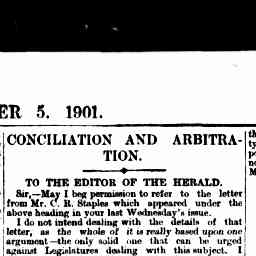 ER 5. 1901.
CONCILIATION AND ARBITRA-
TION.
TO THE EDITOR OF THE HERALD.
Sir,—May I beg permission to refer to the letter
from Mr. C. R. Staples which appeared under the
above heading in your last Wednesday's issue.
I do not intend dealing with the details of that
letter, as the whole of it is really based upon one
argument—the only solid one that can be urged
against Legislatures dealing with this subject. I